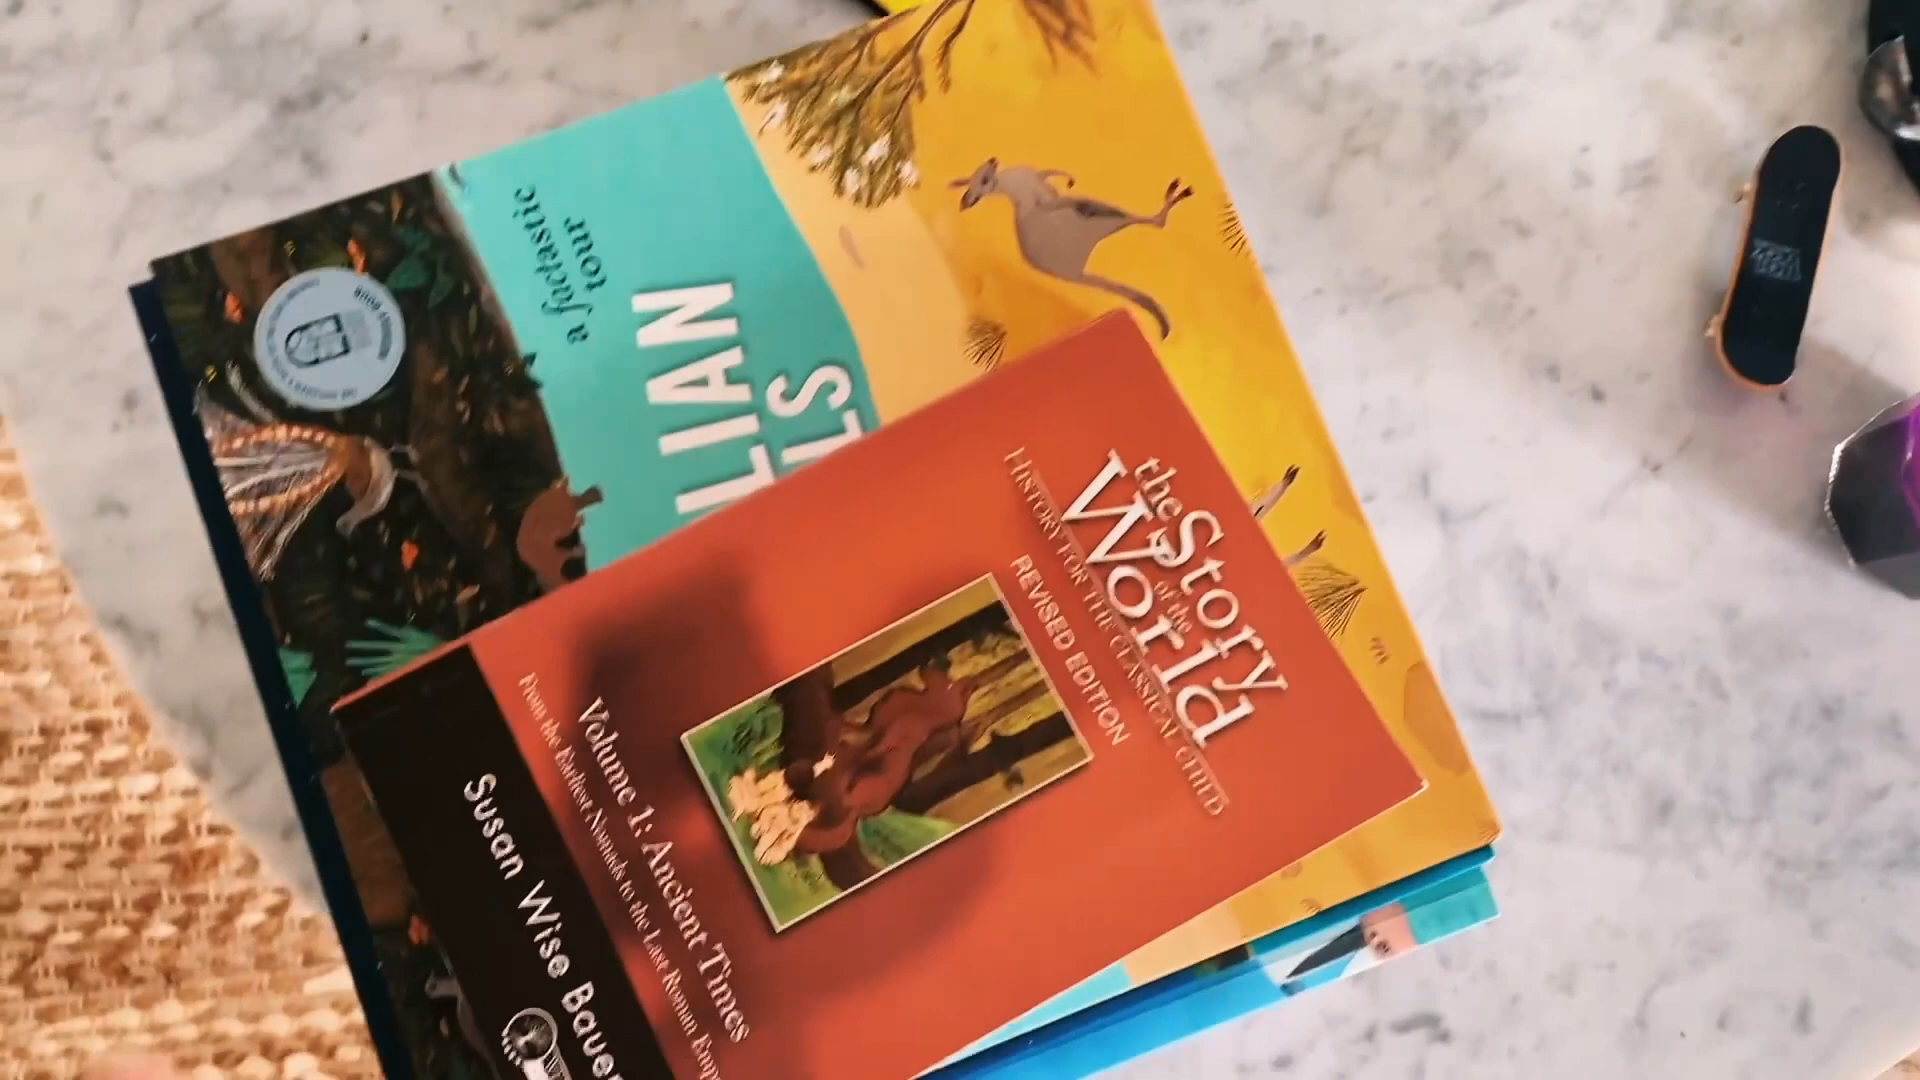 the Story
of the
World
HISTORY FOR THE CLASSICAL CHILD
REVISED EDITION
Volume 1: Ancient Times
From the Earliest Nomads to the Last Roman
Susan Wise Bauer
a factastic
tour
LIAN
LS